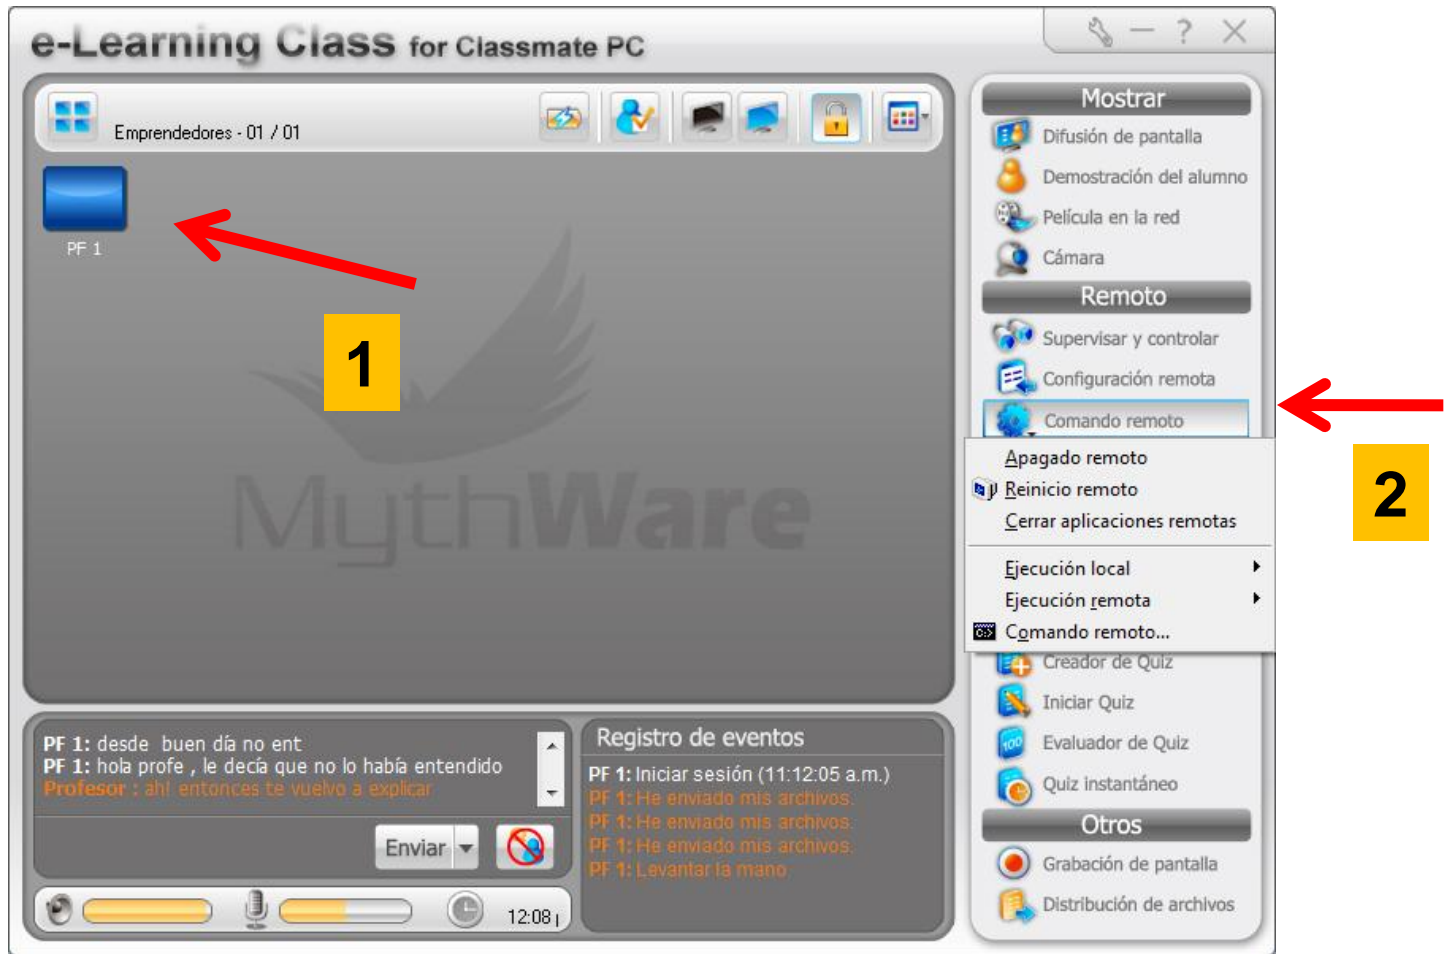 e-Learning Class for Classmate PC
Emprendedores - 01 / 01
PF 1
1
MythWare
Mostrar
Difusión de pantalla
Demostración del alumno
Película en la red
Cámara
Remoto
Supervisar y controlar
Configuración remota
Comando remoto
2
Apagado remoto
Reinicio remoto
Cerrar aplicaciones remotas
Ejecución local
Ejecución remota
Comando remoto...
Creador de Quiz
Iniciar Quiz
Evaluador de Quiz
Quiz instantáneo
Otros
Grabación de pantalla
Distribución de archivos
PF 1: desde buen día no ent
PF 1: hola profe , le decía que no lo había entendido
Profesor : ah! entonces te vuelvo a explicar
Enviar
12:08
Registro de eventos
PF 1: Iniciar sesión (11:12:05 a.m.)
PF 1: He enviado mis archivos.
PF 1: He enviado mis archivos.
PF 1: He enviado mis archivos.
PF 1: Levantar la mano